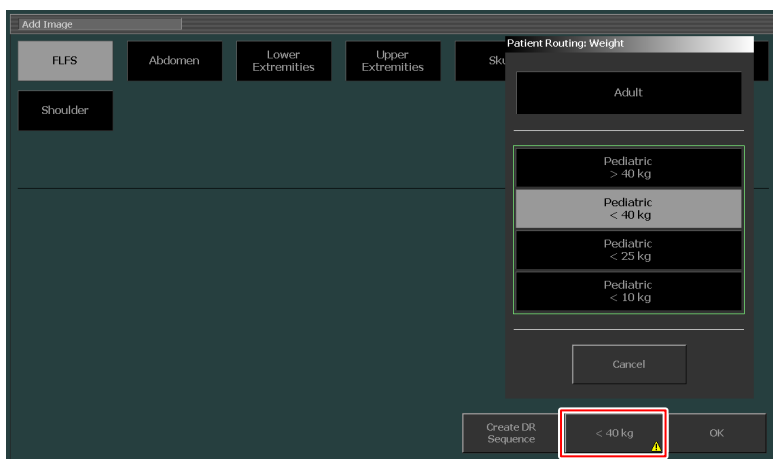 Add Image
FLFS
Abdomen
Lower
Extremities
Upper
Extremities
Shoulder
Patient Routing: Weight
Adult
Pediatric
> 40 kg
Pediatric
< 40 kg
Pediatric
< 25 kg
Pediatric
< 10 kg
Cancel
Create DR
Sequence
< 40 kg
OK